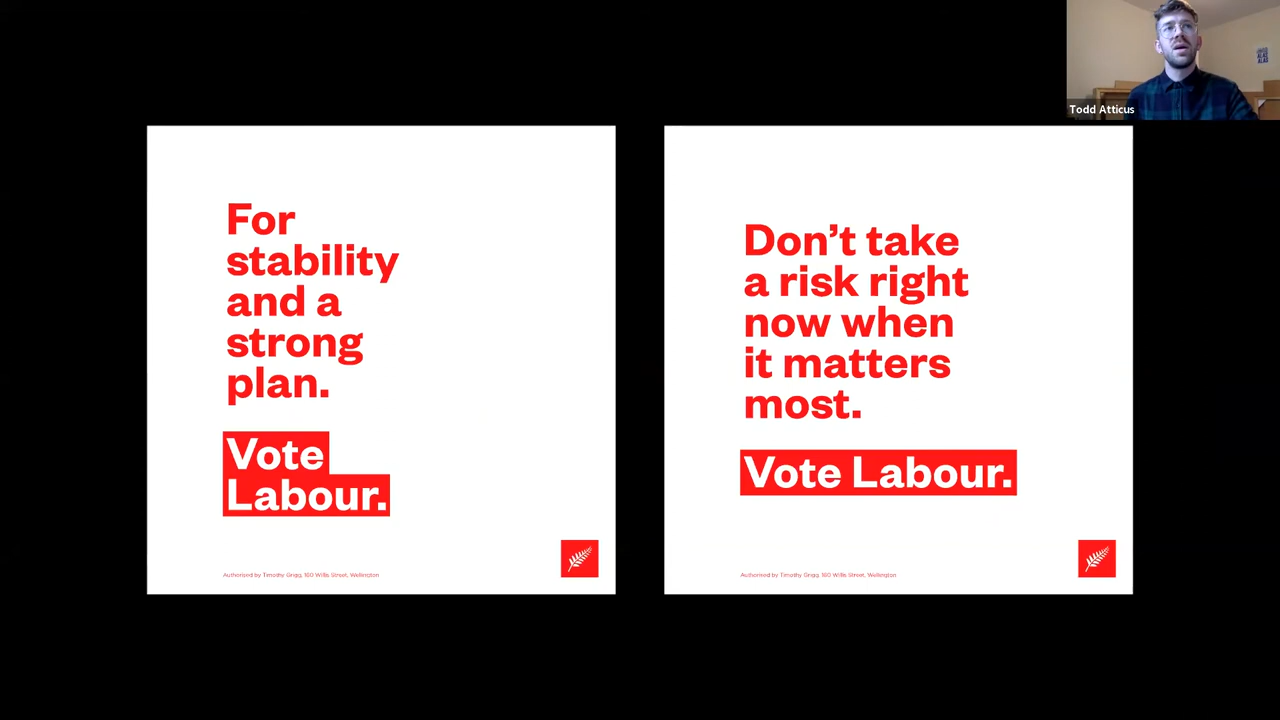 For
stability
and a
strong
plan.
Vote
Labour.
Authorised by Timothy Grigg, 160 Willis Street, Wellington
Don't take
a risk right
now when
it matters
most.
Vote Labour.
Authorised by Timothy Grigg, 160 Willis Street, Wellington
Todd Atticus